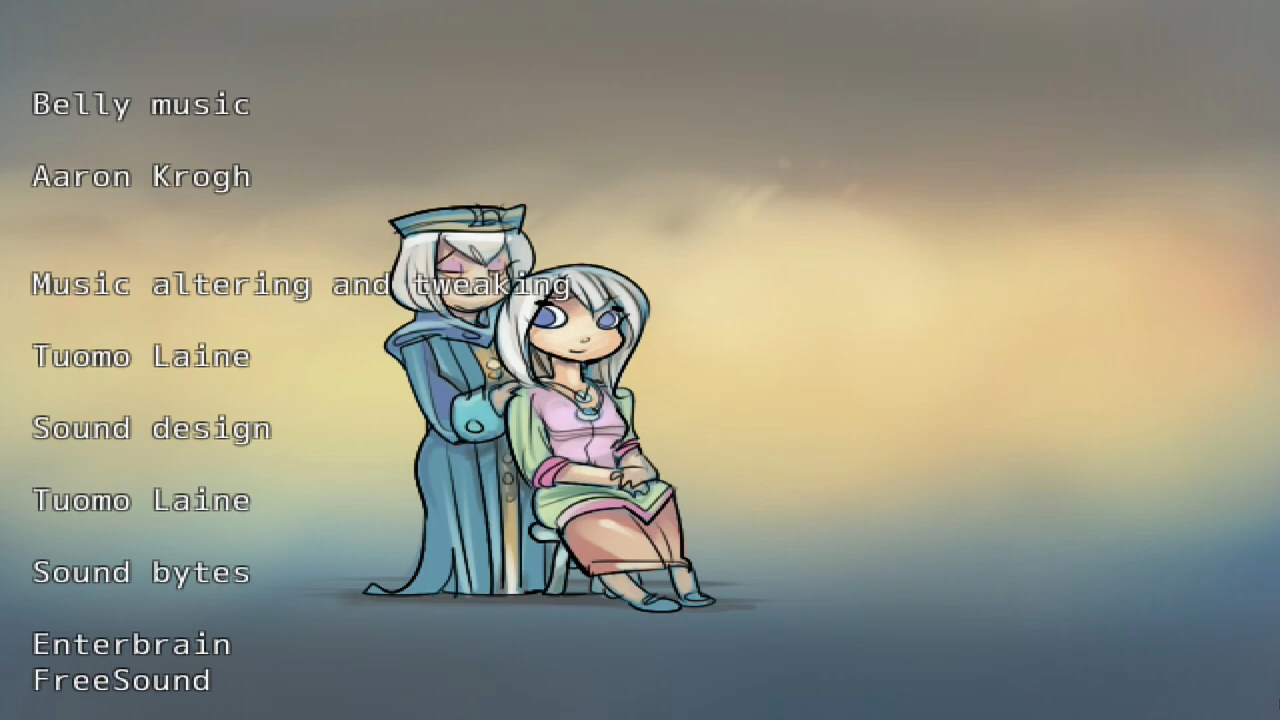 Belly music
Aaron Krogh
Music altering and tweaking
Tuomo Laine
Sound design
Tuomo Laine
Sound bytes
Enterbrain
FreeSound